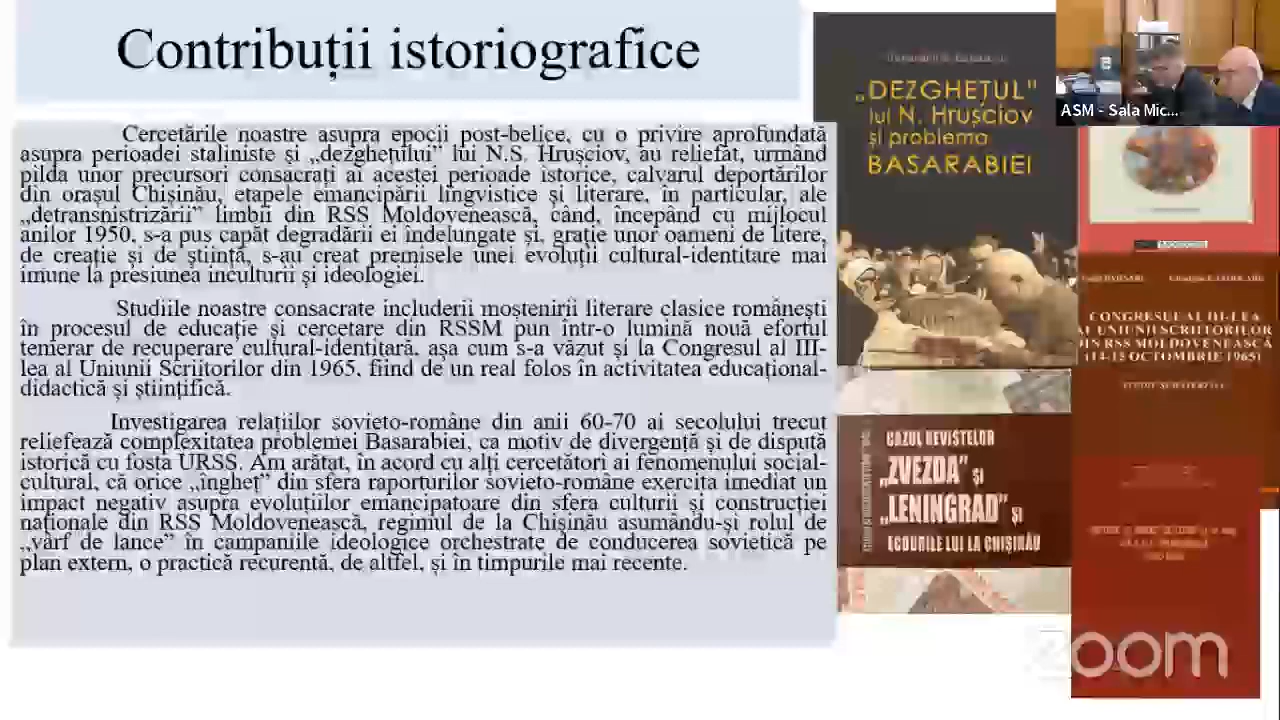 Contribuții istoriografice
Cercetările noastre asupra epocii post-belice, cu o privire aprofundată
asupra perioadei staliniste și „dezghețului” lui N.S. Hrușciov, au reliefat, urmând
pilda unor precursori consacrați ai acestei perioade istorice, calvarul deportărilor
din orașul Chișinău, etapele emancipării lingvistice și literare, în particular, ale
„detransnistrizării” limbii din RSS Moldovenească, când, începând cu mijlocul
anilor 1950, s-a pus capăt degradării ei îndelungate și, grație unor oameni de litere,
de creație și de știință, s-au creat premisele unei evoluții cultural-identitare mai
imune la presiunea inculturii și ideologiei.
Studiile noastre consacrate includerii moștenirii literare clasice românești
în procesul de educație și cercetare din RSSM pun într-o lumină nouă efortul
temerar de recuperare cultural-identitară, așa cum s-a văzut și la Congresul al III-
lea al Uniunii Scriitorilor din 1965, fiind de un real folos în activitatea educațional-
didactică și științifică.
Investigarea relațiilor sovieto-române din anii 60-70 ai secolului trecut
reliefează complexitatea problemei Basarabiei, ca motiv de divergență și de dispută
istorică cu fosta URSS. Am arătat, în acord cu alți cercetători ai fenomenului social-
cultural, că orice „îngheț” din sfera raporturilor sovieto-române exercita imediat un
impact negativ asupra evoluțiilor emancipatoare din sfera culturii și construcției
naționale din RSS Moldovenească, regimul de la Chișinău asumându-și rolul de
„vârf de lance” în campaniile ideologice orchestrate de conducerea sovietică pe
plan extern, o practică recurentă, de altfel, și în timpurile mai recente.
„DEZGHEȚUL"
lui N. Hrușciov
și problema
BASARABIEI
CAZUL REVISTELOR
„ZVEZDA" și
„LENINGRAD" și
ECOURILE LUI LA CHIȘINĂU
ASM - Sala Mic...
CONGRESUL AL III-LEA
AL UNIUNII SCRIITORILOR
DIN RSS MOLDOVENEASCĂ
(14-15 OCTOMBRIE 1965)
zoom